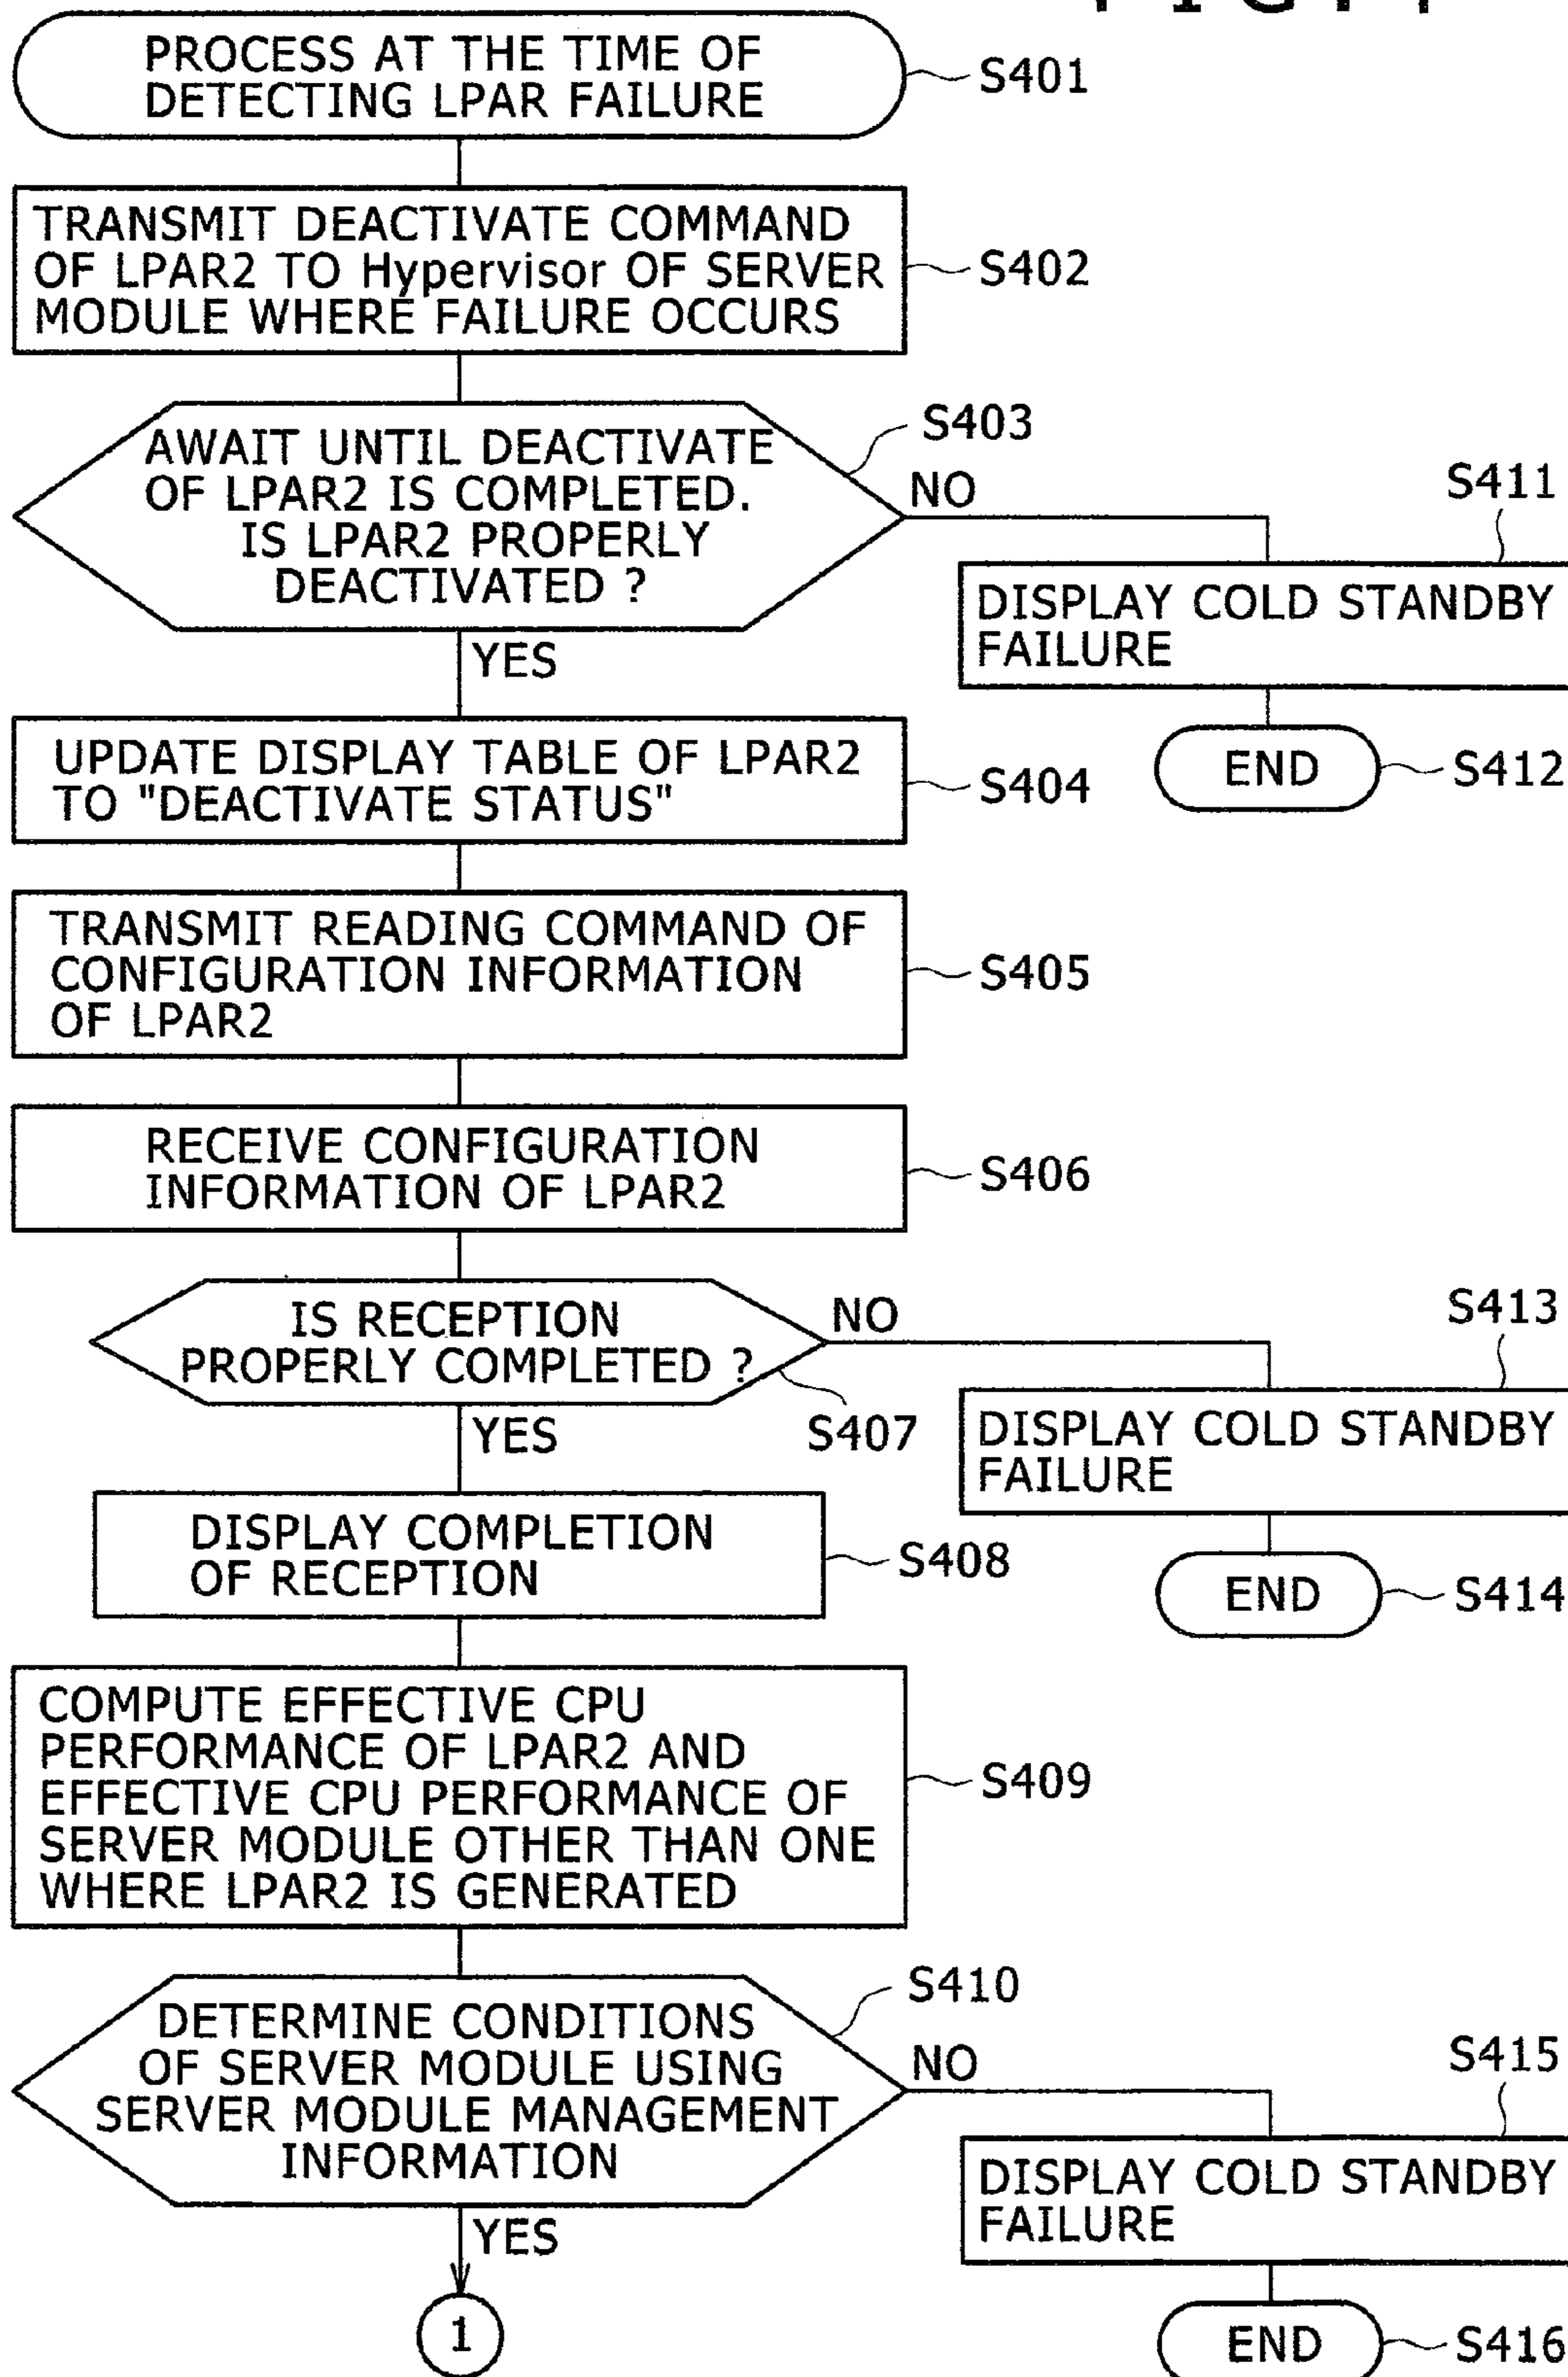 PROCESS AT THE TIME OF
DETECTING LPAR FAILURE
S401
TRANSMIT DEACTIVATE COMMAND
OF LPAR2 TO Hypervisor OF SERVER
MODULE WHERE FAILURE OCCURS
S402
AWAIT UNTIL DEACTIVATE
OF LPAR2 IS COMPLETED.
IS LPAR2 PROPERLY
DEACTIVATED ?
S403
NO
S411
DISPLAY COLD STANDBY
FAILURE
END
S412
YES
UPDATE DISPLAY TABLE OF LPAR2
TO "DEACTIVATE STATUS"
S404
TRANSMIT READING COMMAND OF
CONFIGURATION INFORMATION
OF LPAR2
S405
RECEIVE CONFIGURATION
INFORMATION OF LPAR2
S406
IS RECEPTION
PROPERLY COMPLETED ?
S407
NO
S413
DISPLAY COLD STANDBY
FAILURE
END
S414
YES
DISPLAY COMPLETION
OF RECEPTION
S408
COMPUTE EFFECTIVE CPU
PERFORMANCE OF LPAR2 AND
EFFECTIVE CPU PERFORMANCE OF
SERVER MODULE OTHER THAN ONE
WHERE LPAR2 IS GENERATED
S409
DETERMINE CONDITIONS
OF SERVER MODULE USING
SERVER MODULE MANAGEMENT
INFORMATION
S410
NO
S415
DISPLAY COLD STANDBY
FAILURE
END
S416
YES
1